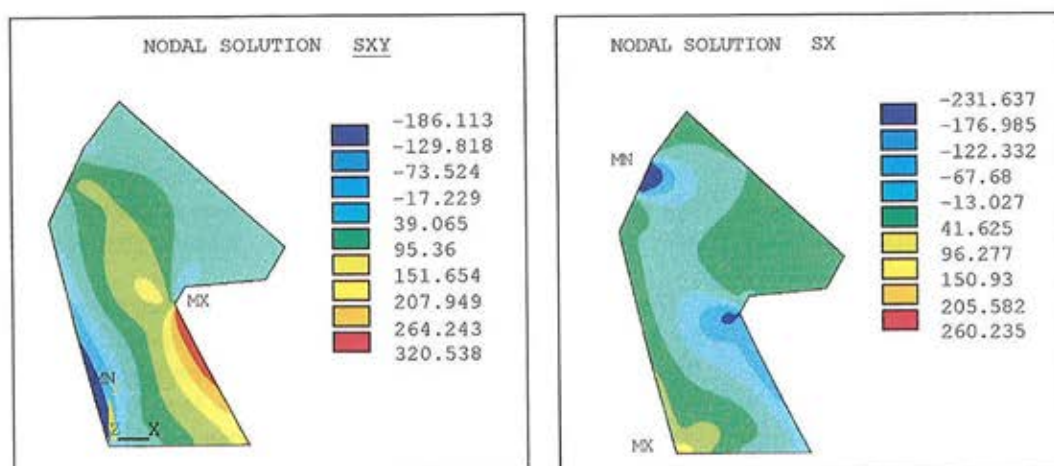 NODAL SOLUTION SXY
-186.113
-129.818
-73.524
-17.229
39.065
95.36
151.654
207.949
264.243
320.538
MX
MN
Z X
NODAL SOLUTION SX
-231.637
-176.985
-122.332
-67.68
-13.027
41.625
96.277
150.93
205.582
260.235
MN
MX